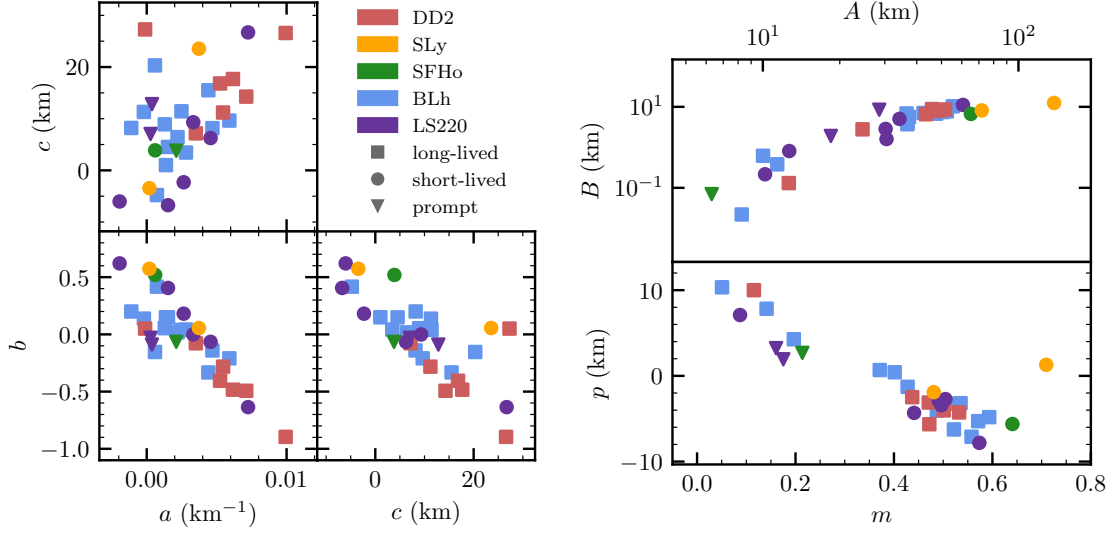 DD2
SLy
SFHo
BLh
LS220
long-lived
short-lived
prompt
20
0
c (km)
0.5
0.0
−0.5
−1.0
b
0.00
0.01
a (km⁻¹)
0
20
c (km)
A (km)
10¹
10²
10¹
10⁻¹
B (km)
10
0
−10
p (km)
0.0
0.2
0.4
0.6
0.8
m